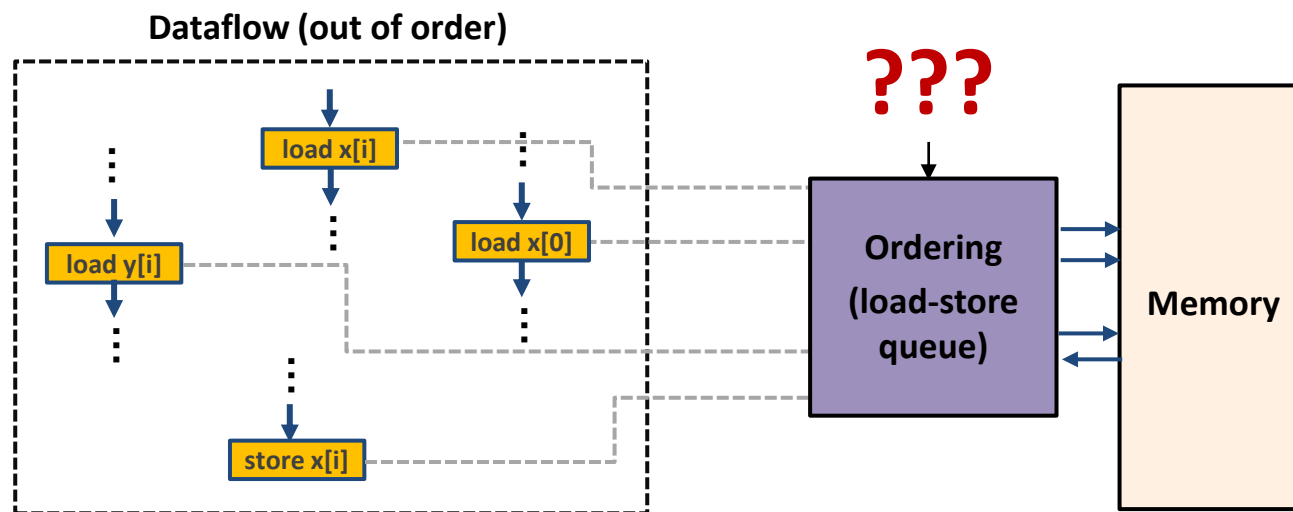 Dataflow (out of order)
???
load x[i]
load x[0]
load y[i]
store x[i]
Ordering
(load-store
queue)
Memory